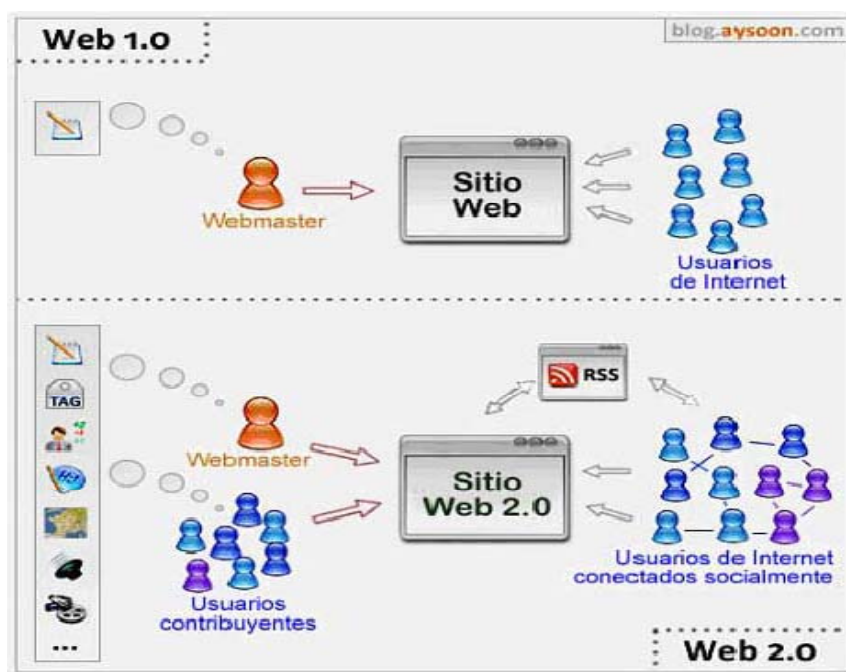 Web 1.0
blog.aysoon.com
Webmaster
Sitio
Web
Usuarios
de Internet
TAG
RSS
Webmaster
Sitio
Web 2.0
Usuarios
contribuyentes
Usuarios de Internet
conectados socialmente
...
Web 2.0